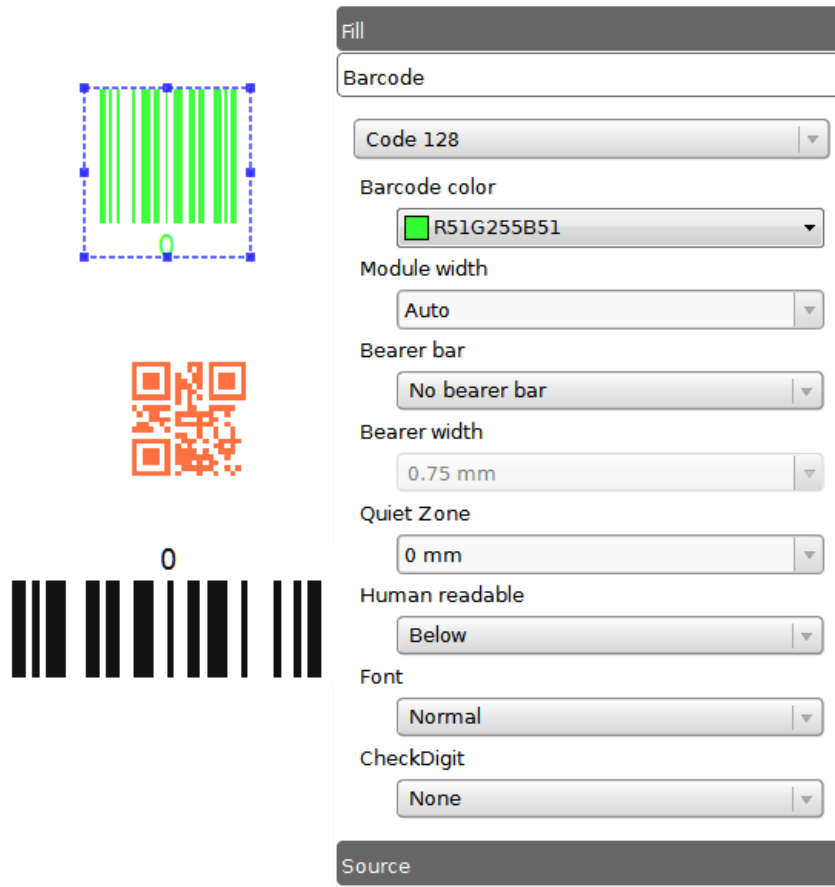 0
0
Fill
Barcode
Code 128
Barcode color
R51G255B51
Module width
Auto
Bearer bar
No bearer bar
Bearer width
0.75 mm
Quiet Zone
0 mm
Human readable
Below
Font
Normal
CheckDigit
None
Source